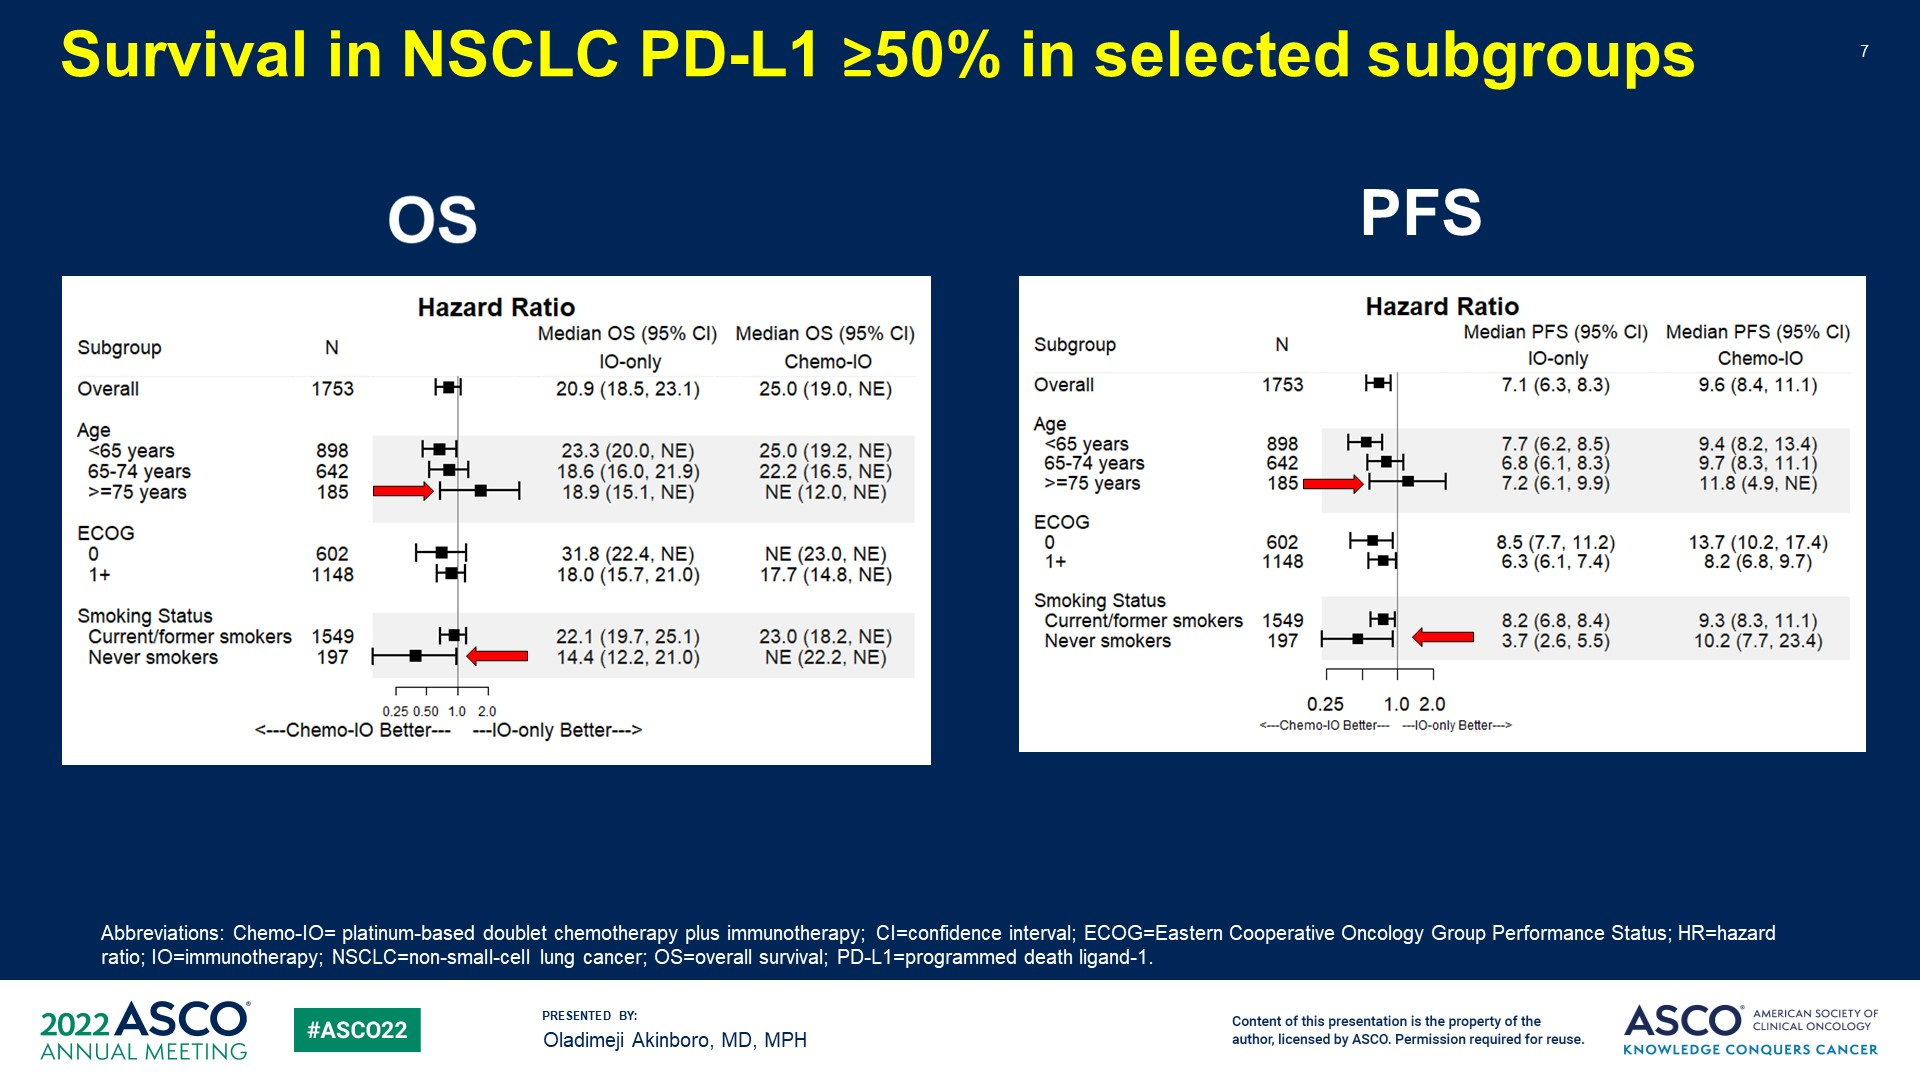 Survival in NSCLC PD-L1 ≥50% in selected subgroups
7
OS
Hazard Ratio
Subgroup N Median OS (95% CI) IO-only Median OS (95% CI) Chemo-IO
Overall 1753 20.9 (18.5, 23.1) 25.0 (19.0, NE)
Age
<65 years 898 23.3 (20.0, NE) 25.0 (19.2, NE)
65-74 years 642 18.6 (16.0, 21.9) 22.2 (16.5, NE)
>=75 years 185 18.9 (15.1, NE) NE (12.0, NE)
ECOG
0 602 31.8 (22.4, NE) NE (23.0, NE)
1+ 1148 18.0 (15.7, 21.0) 17.7 (14.8, NE)
Smoking Status
Current/former smokers 1549 22.1 (19.7, 25.1) 23.0 (18.2, NE)
Never smokers 197 14.4 (12.2, 21.0) NE (22.2, NE)
0.25 0.50 1.0 2.0
<---Chemo-IO Better--- ---IO-only Better--->
PFS
Hazard Ratio
Subgroup N Median PFS (95% CI) IO-only Median PFS (95% CI) Chemo-IO
Overall 1753 7.1 (6.3, 8.3) 9.6 (8.4, 11.1)
Age
<65 years 898 7.7 (6.2, 8.5) 9.4 (8.2, 13.4)
65-74 years 642 6.8 (6.1, 8.3) 9.7 (8.3, 11.1)
>=75 years 185 7.2 (6.1, 9.9) 11.8 (4.9, NE)
ECOG
0 602 8.5 (7.7, 11.2) 13.7 (10.2, 17.4)
1+ 1148 6.3 (6.1, 7.4) 8.2 (6.8, 9.7)
Smoking Status
Current/former smokers 1549 8.2 (6.8, 8.4) 9.3 (8.3, 11.1)
Never smokers 197 3.7 (2.6, 5.5) 10.2 (7.7, 23.4)
0.25 1.0 2.0
<---Chemo-IO Better--- ---IO-only Better--->
Abbreviations: Chemo-IO= platinum-based doublet chemotherapy plus immunotherapy; CI=confidence interval; ECOG=Eastern Cooperative Oncology Group Performance Status; HR=hazard
ratio; IO=immunotherapy; NSCLC=non-small-cell lung cancer; OS=overall survival; PD-L1=programmed death ligand-1.
2022 ASCO®
ANNUAL MEETING
#ASCO22
PRESENTED BY:
Oladimeji Akinboro, MD, MPH
Content of this presentation is the property of the
author, licensed by ASCO. Permission required for reuse.
ASCO® AMERICAN SOCIETY OF
CLINICAL ONCOLOGY
KNOWLEDGE CONQUERS CANCER